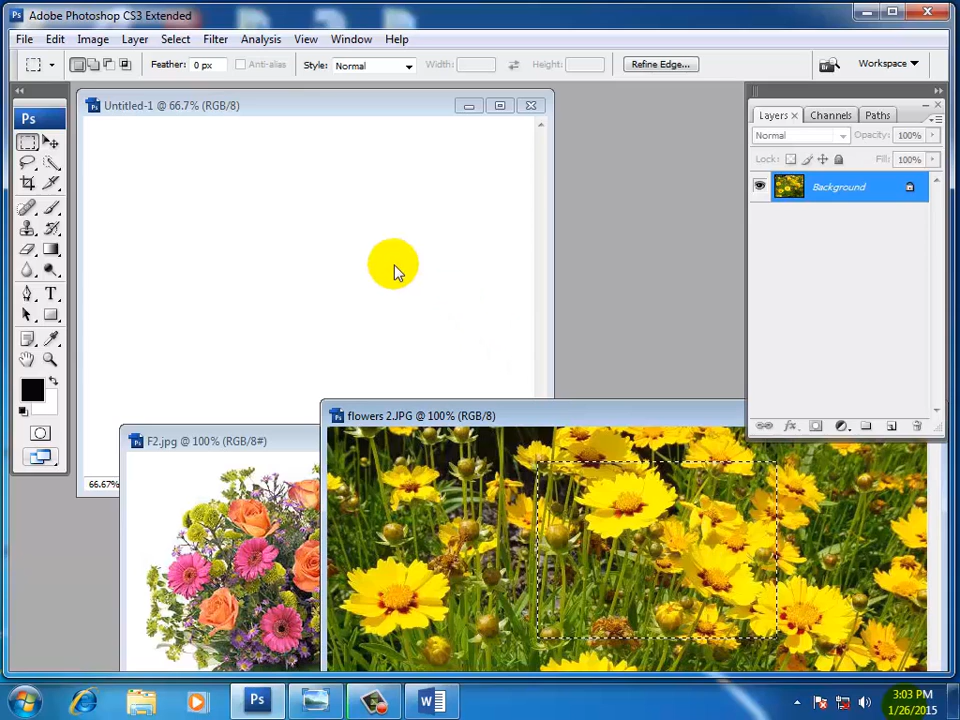 Ps Adobe Photoshop CS3 Extended
File Edit Image Layer Select Filter Analysis View Window Help
Feather: 0 px Anti-alias Style: Normal Width: Height: Refine Edge... Workspace
Ps
Untitled-1 @ 66.7% (RGB/8)
Layers Channels Paths
Normal Opacity: 100%
Lock: Fill: 100%
Background
T
66.67%
F2.jpg @ 100% (RGB/8#)
flowers 2.JPG @ 100% (RGB/8)
Ps
W
3:03 PM
1/26/2015